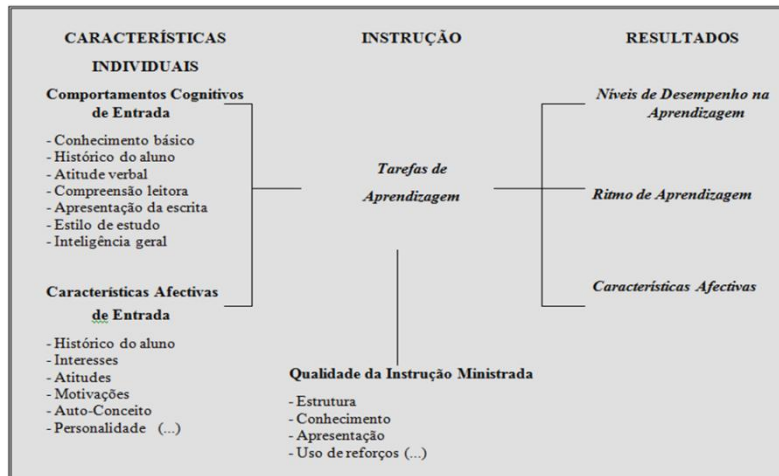 CARACTERÍSTÍCAS
INDIVIDUAIS
Comportamentos Cognitivos
de Entrada
- Conhecimento básico
- Histórico do aluno
- Atitude verbal
- Compreensão leitora
- Apresentação da escrita
- Estilo de estudo
- Inteligência geral
Característícas Afectivas
de Entrada
- Histórico do aluno
- Interesses
- Atitudes
- Motivações
- Auto-Conceito
- Personalidade (...)
INSTRUÇÃO
Tarefas de
Aprendizagem
Qualidade da Instrução Ministrada
- Estrutura
- Conhecimento
- Apresentação
- Uso de reforços (...)
RESULTADOS
Níveis de Desempenho na
Aprendizagem
Ritmo de Aprendizagem
Característícas Afectivas